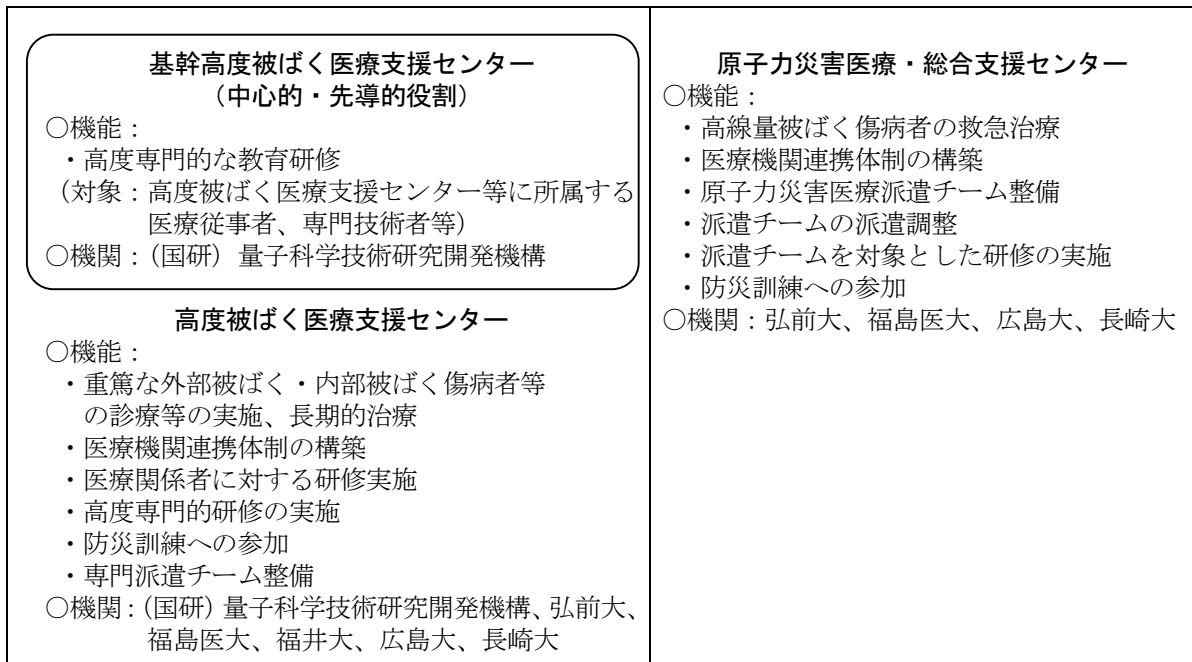 基幹高度被ばく医療支援センター
（中心的・先導的役割）
○機能：
・高度専門的な教育研修
（対象：高度被ばく医療支援センター等に所属する
医療従事者、専門技術者等）
○機関：（国研）量子科学技術研究開発機構
高度被ばく医療支援センター
○機能：
・重篤な外部被ばく・内部被ばく傷病者等
の診療等の実施、長期的治療
・医療機関連携体制の構築
・医療関係者に対する研修実施
・高度専門的研修の実施
・防災訓練への参加
・専門派遣チーム整備
○機関：（国研）量子科学技術研究開発機構、弘前大、
福島医大、福井大、広島大、長崎大
原子力災害医療・総合支援センター
○機能：
・高線量被ばく傷病者の救急治療
・医療機関連携体制の構築
・原子力災害医療派遣チーム整備
・派遣チームの派遣調整
・派遣チームを対象とした研修の実施
・防災訓練への参加
○機関：弘前大、福島医大、広島大、長崎大